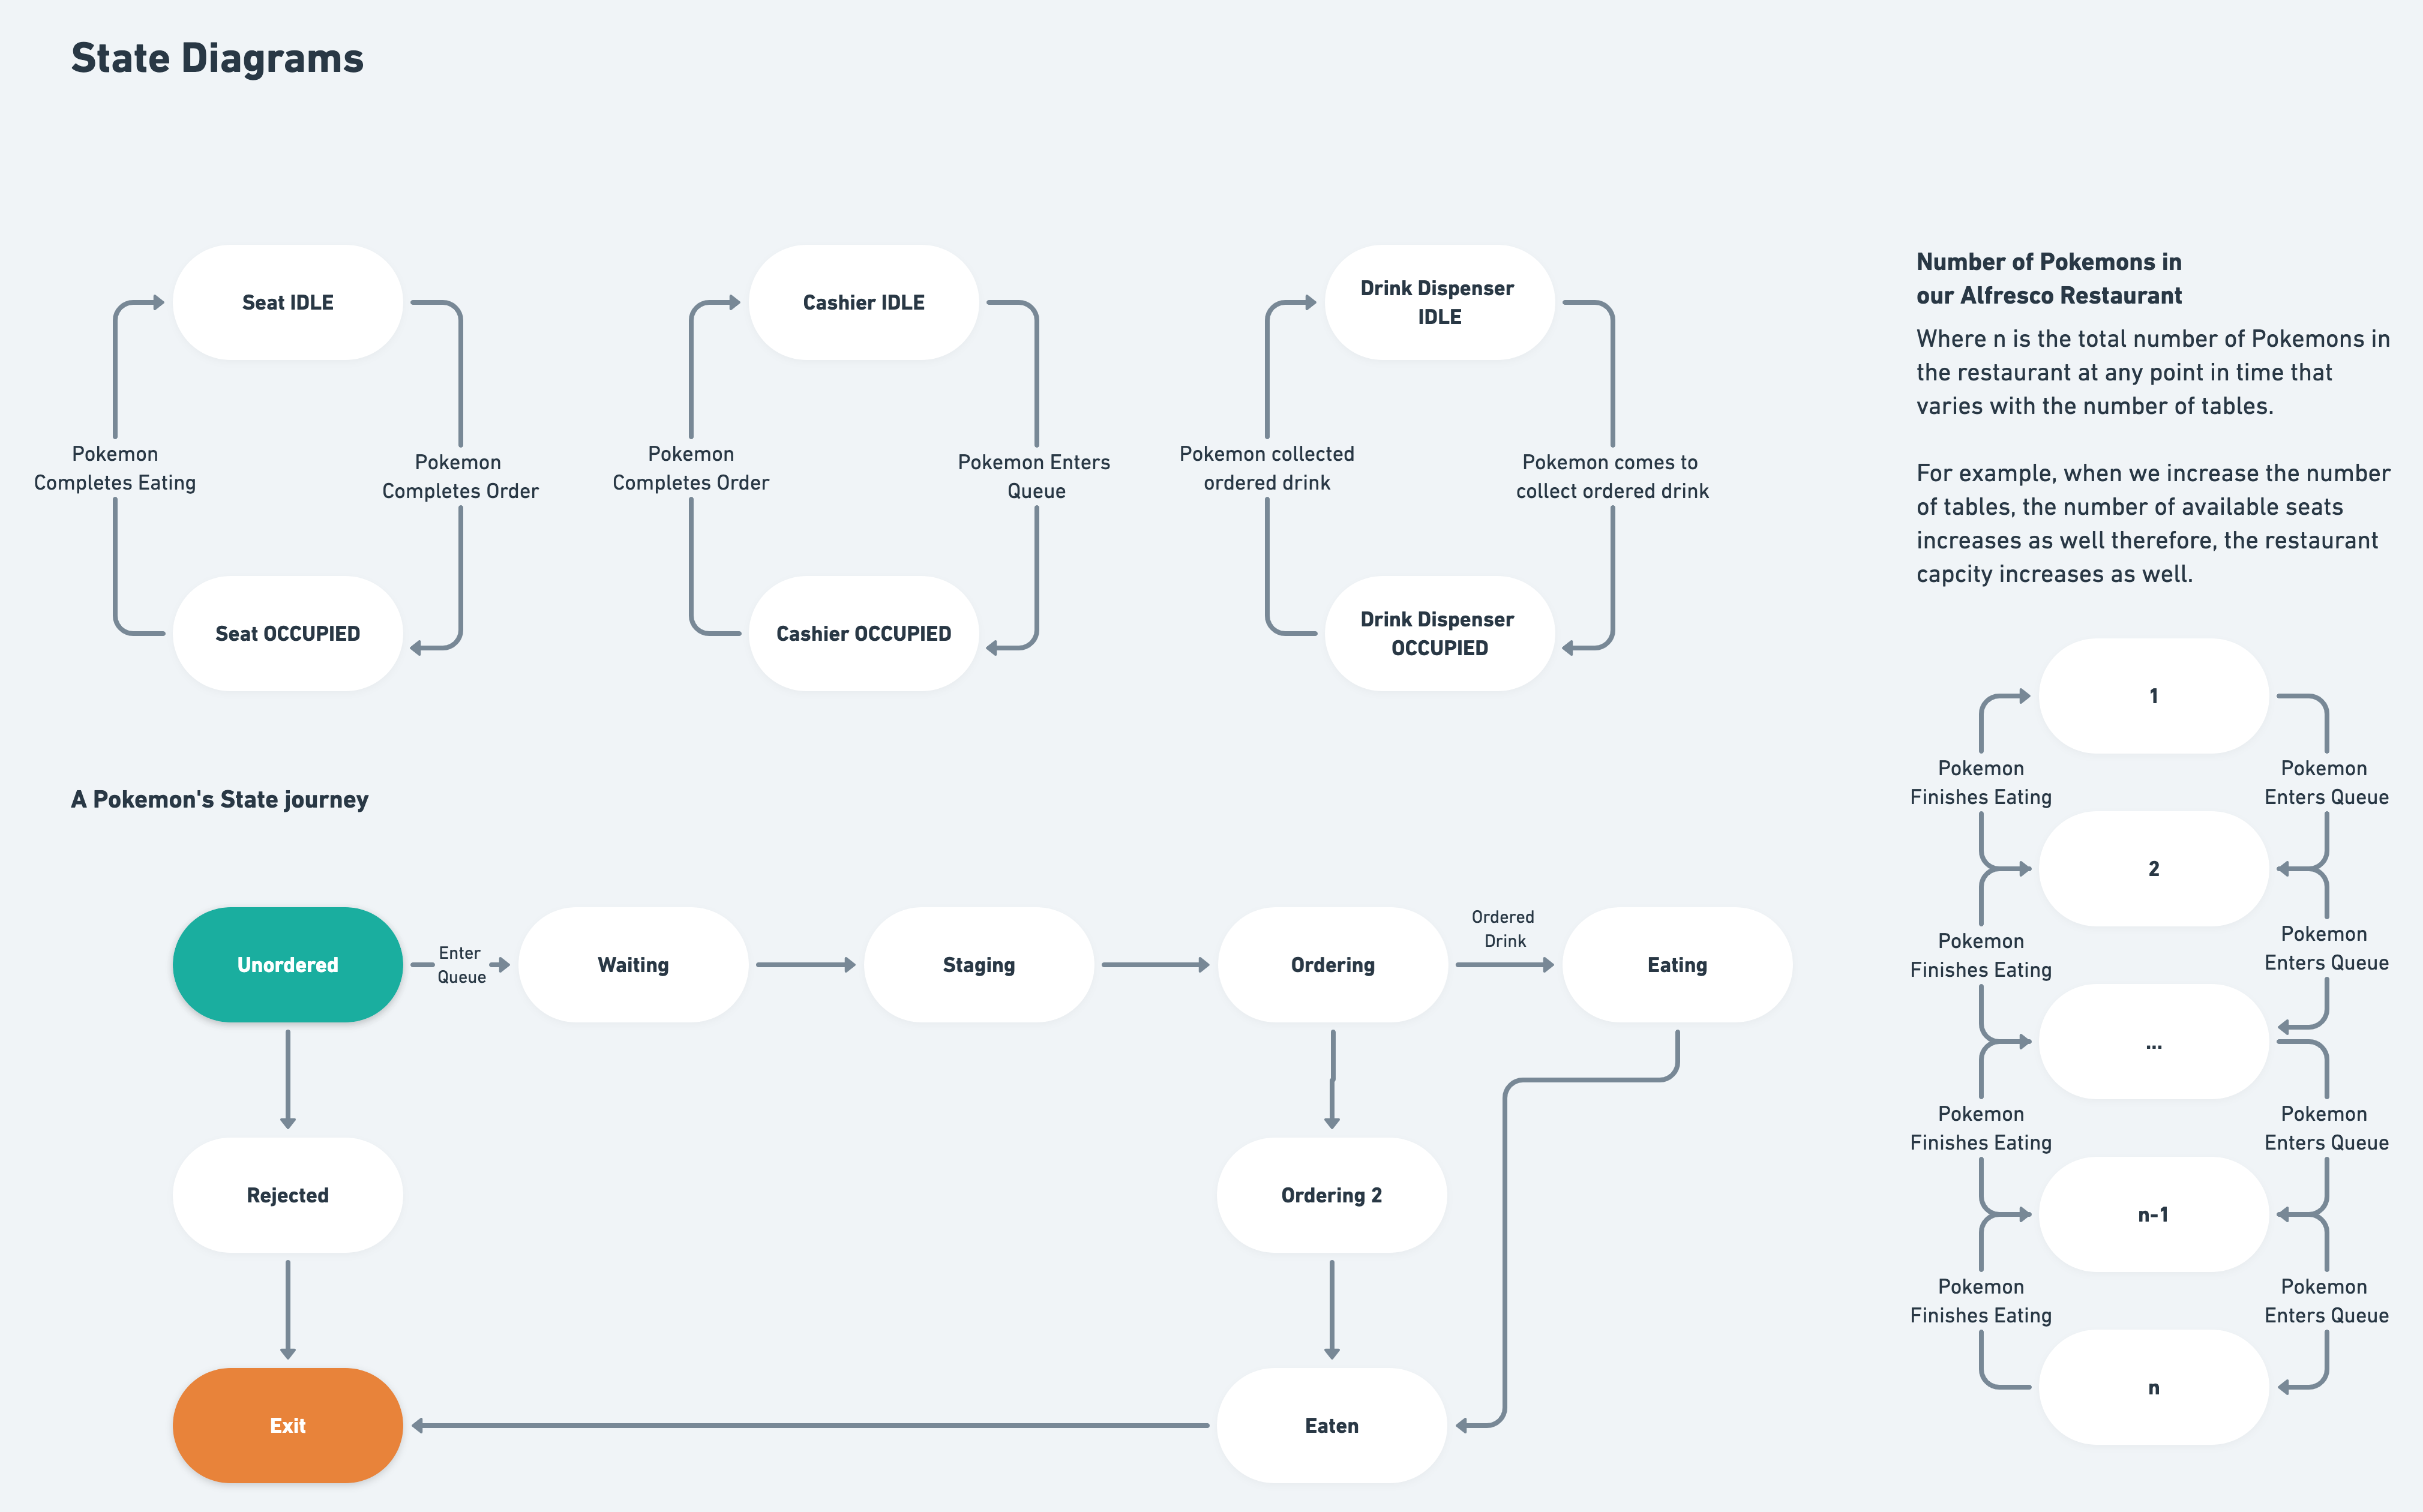 State Diagrams
Seat IDLE
Pokemon
Completes Eating
Pokemon
Completes Order
Seat OCCUPIED
Cashier IDLE
Pokemon
Completes Order
Pokemon Enters
Queue
Cashier OCCUPIED
Drink Dispenser
IDLE
Pokemon collected
ordered drink
Pokemon comes to
collect ordered drink
Drink Dispenser
OCCUPIED
Number of Pokemons in
our Alfresco Restaurant
Where n is the total number of Pokemons in
the restaurant at any point in time that
varies with the number of tables.
For example, when we increase the number
of tables, the number of available seats
increases as well therefore, the restaurant
capcity increases as well.
1
Pokemon
Finishes Eating
Pokemon
Enters Queue
2
Pokemon
Finishes Eating
Pokemon
Enters Queue
...
Pokemon
Finishes Eating
Pokemon
Enters Queue
n-1
Pokemon
Finishes Eating
Pokemon
Enters Queue
n
A Pokemon's State journey
Unordered
Enter
Queue
Waiting
Staging
Ordering
Ordered
Drink
Eating
Rejected
Ordering 2
Exit
Eaten